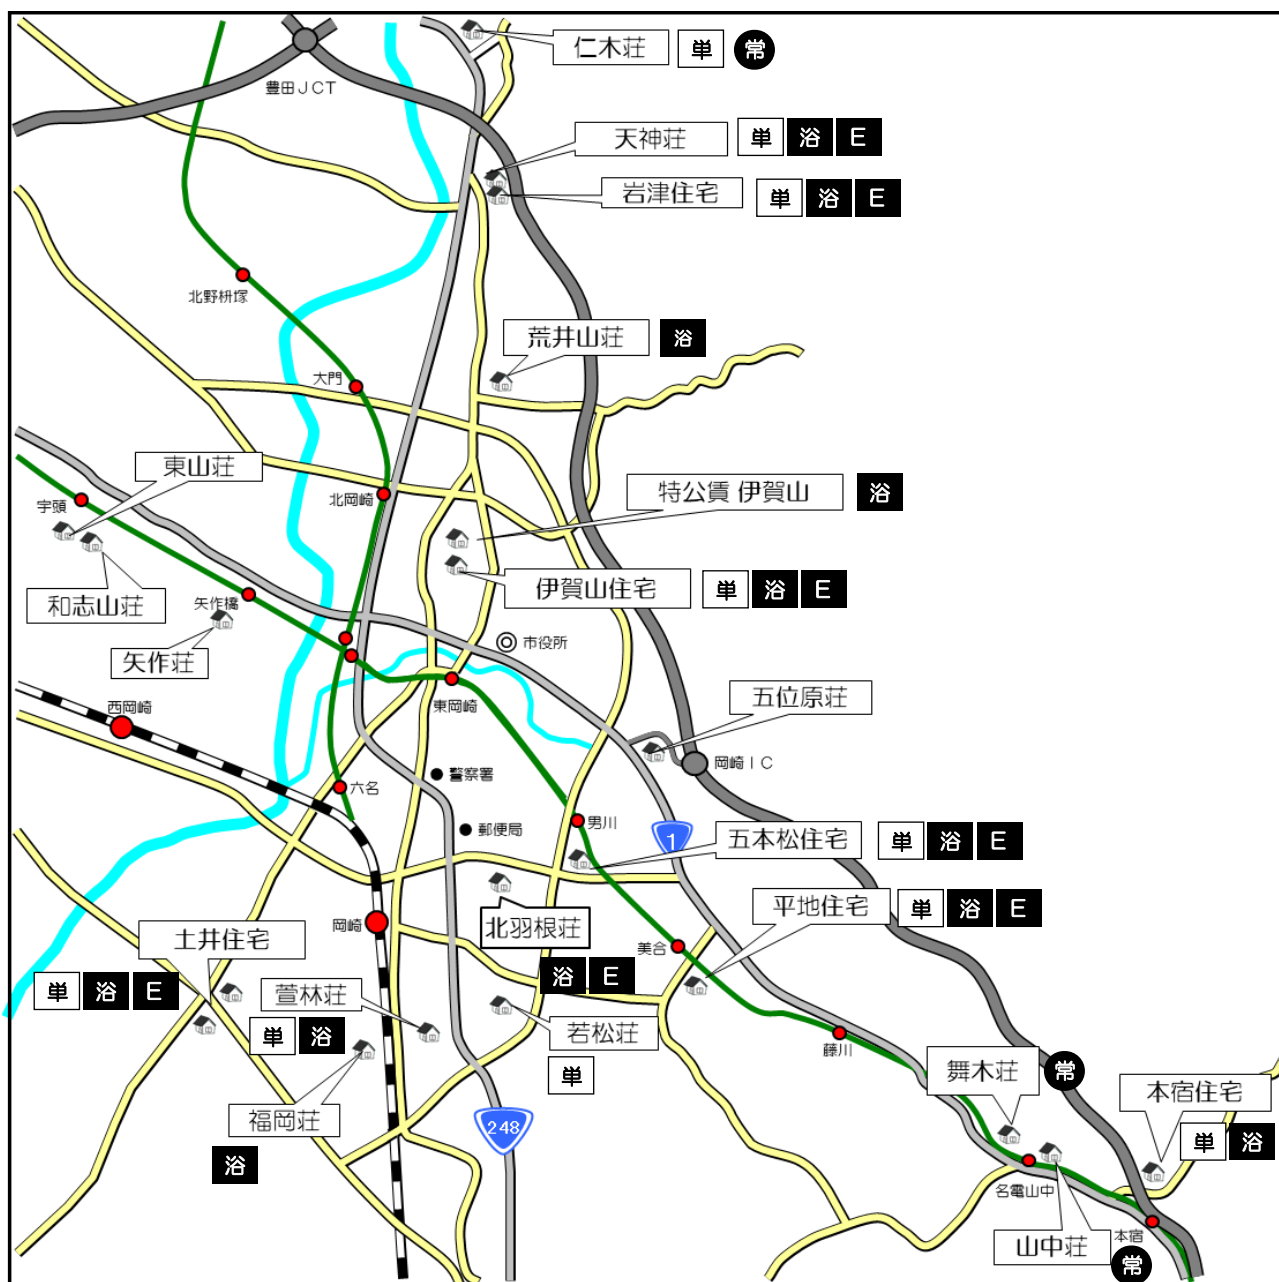 仁木荘 単 常
豊田JCT
天神荘 単 浴 E
岩津住宅 単 浴 E
北野枡塚
荒井山荘 浴
大門
東山荘
特公賃 伊賀山 浴
北岡崎
宇頭
伊賀山住宅 単 浴 E
和志山荘
矢作橋
市役所
矢作荘
五位原荘
西岡崎
東岡崎
岡崎IC
警察署
六名
男川
郵便局
1
五本松住宅 単 浴 E
平地住宅 単 浴 E
北羽根荘
浴 E
岡崎
美合
土井住宅
単 浴 E
萱林荘
単 浴
若松荘
単
藤川
舞木荘 常
本宿住宅
単 浴
福岡荘
浴
248
名電山中
山中荘
常
本宿